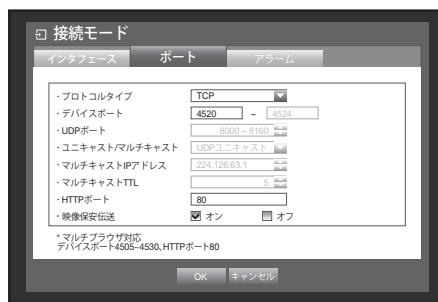 接続モード
インタフェース ポート アラーム
・プロトコルタイプ TCP
・デバイスポート 4520 ~ 4524
・UDPポート 8000 ~ 8160
・ユニキャスト/マルチキャスト UDPユニキャスト
・マルチキャストIPアドレス 224.126.63.1
・マルチキャストTTL 5
・HTTPポート 80
・映像保安伝送 オン オフ
* マルチブラウザ対応
デバイスポート4505~4530、HTTPポート80
OK キャンセル